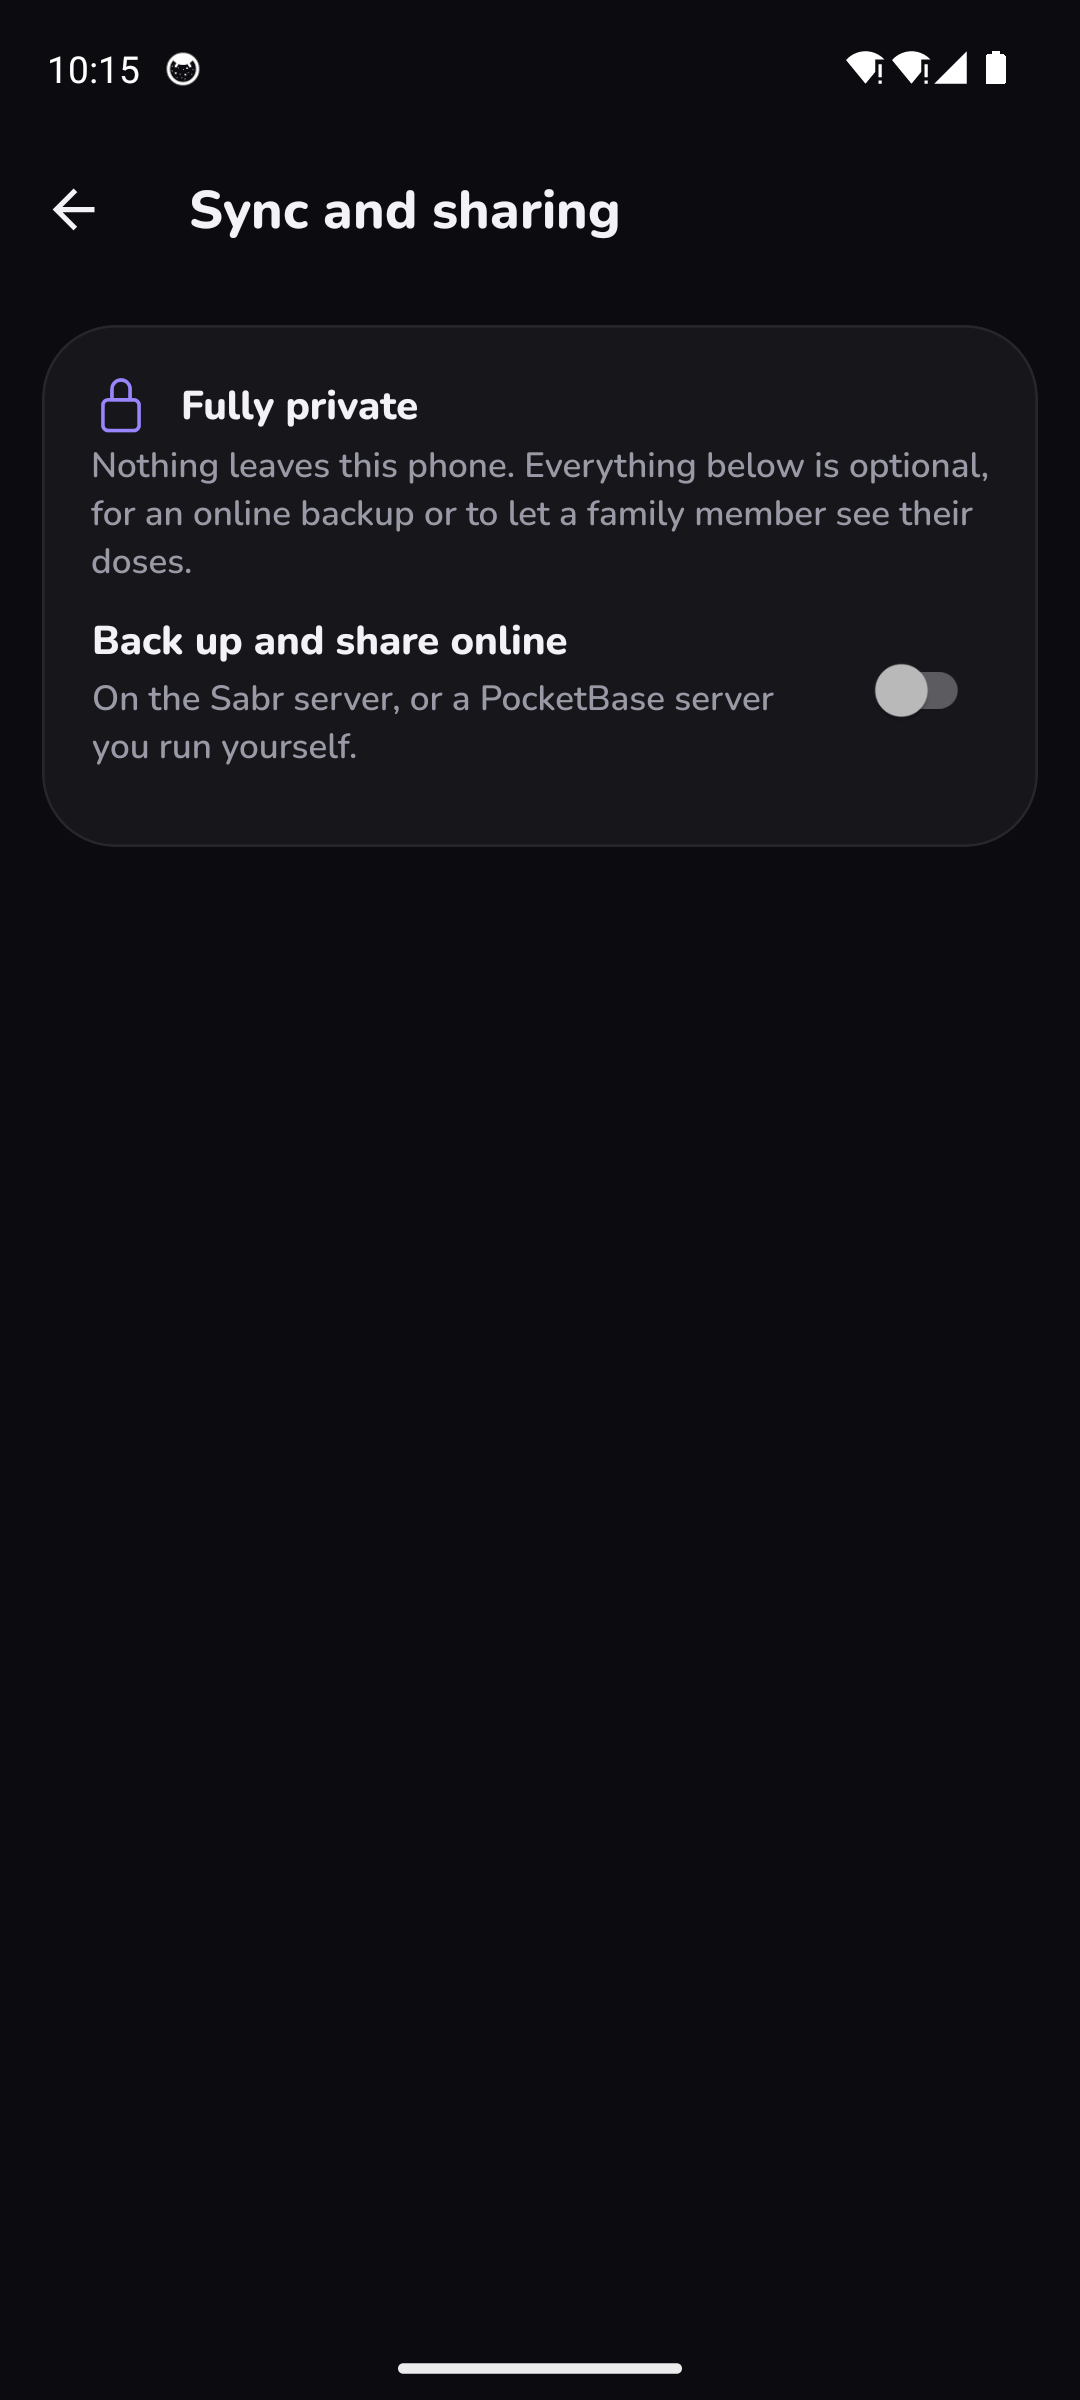 10:15
Sync and sharing
Fully private
Nothing leaves this phone. Everything below is optional,
for an online backup or to let a family member see their
doses.
Back up and share online
On the Sabr server, or a PocketBase server
you run yourself.